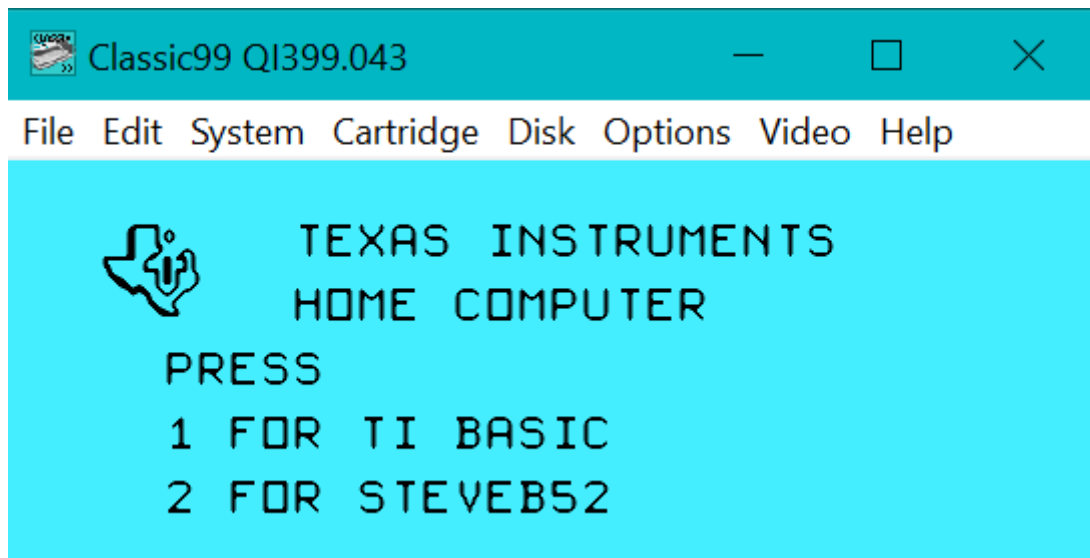 Classic99 QI399.043
File Edit System Cartridge Disk Options Video Help
TEXAS INSTRUMENTS
HOME COMPUTER
PRESS
1 FOR TI BASIC
2 FOR STEVEB52